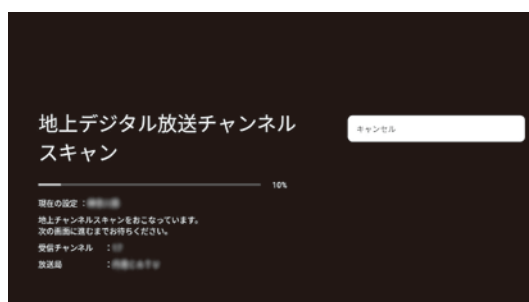 地上デジタル放送チャンネル
スキャン
キャンセル
10%
現在の設定 :
地上チャンネルスキャンをおこなっています。
次の画面に進むまでお待ちください。
受信チャンネル :
放送局 :